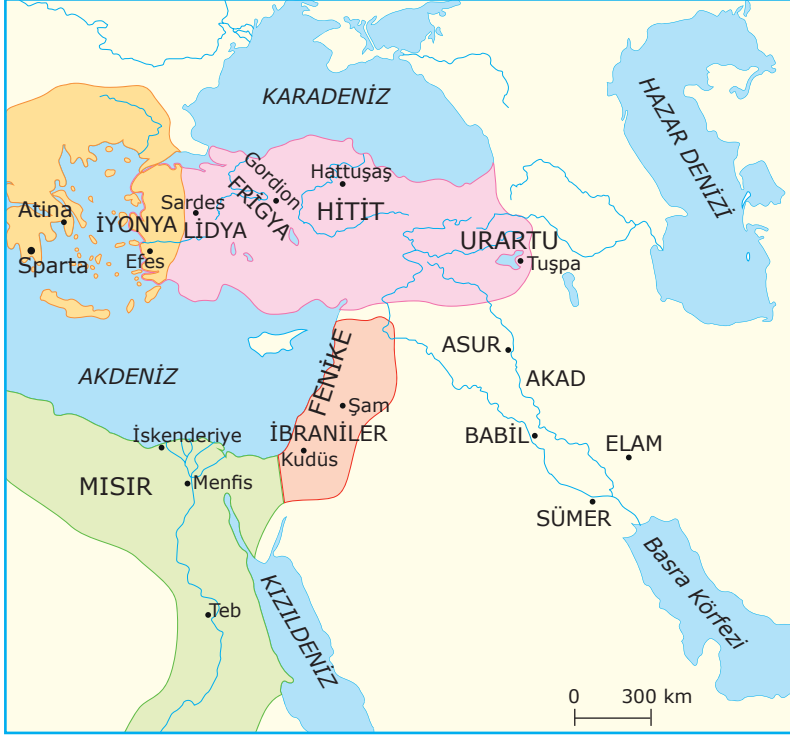 KARADENİZ
HAZAR DENİZİ
Gordion
Hattuşaş
FRİGYA
Sardes
HİTİT
Atina
İYONYA
LİDYA
URARTU
Sparta
Efes
Tuşpa
AKDENİZ
FENİKE
ASUR
AKAD
Şam
İskenderiye
İBRANİLER
BABİL
ELAM
Kudüs
MISIR
Menfis
SÜMER
Basra Körfezi
KIZILDENİZ
Teb
0 300 km